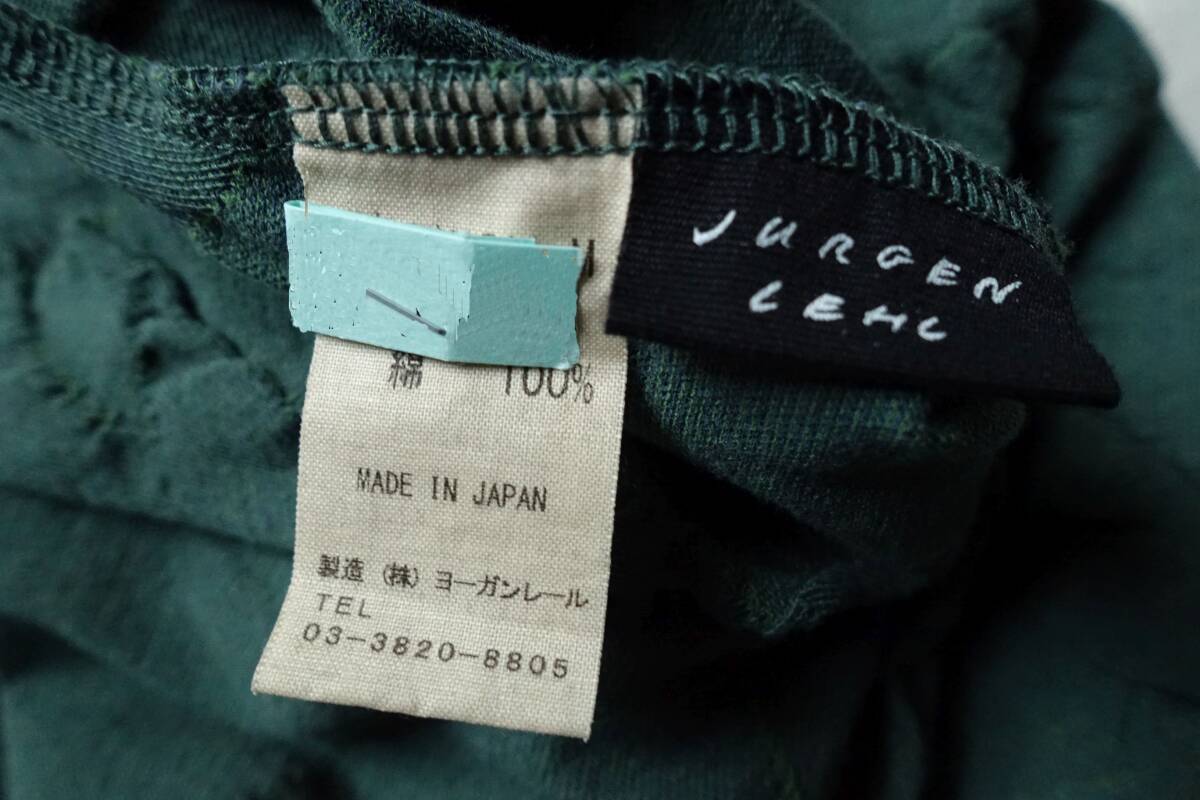 M
綿 100%
MADE IN JAPAN
製造 (株) ヨーガンレール
TEL
03-3820-8805
JURGEN
LEHL